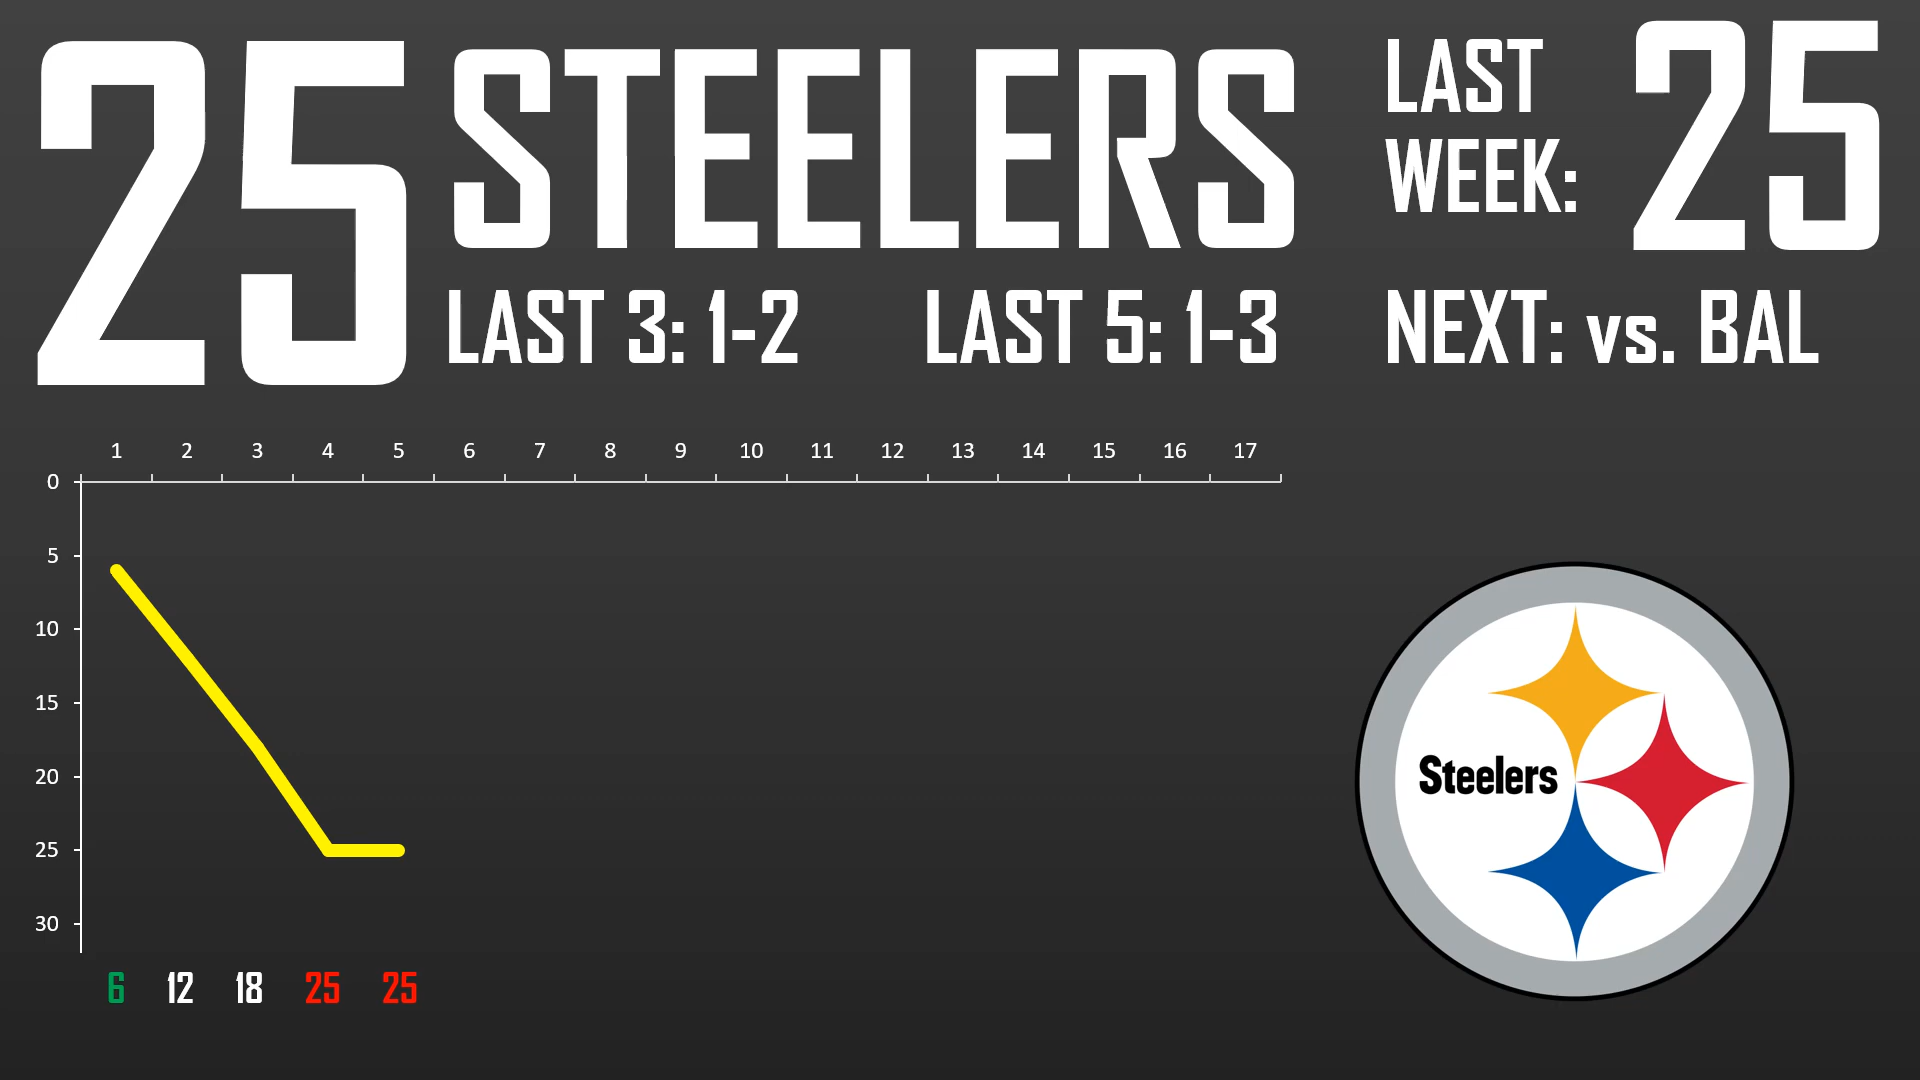 25 STEELERS
LAST WEEK: 25
LAST 3: 1-2 LAST 5: 1-3 NEXT: vs. BAL
1 2 3 4 5 6 7 8 9 10 11 12 13 14 15 16 17
0
5
10
15
20
25
30
Steelers
6 12 18 25 25